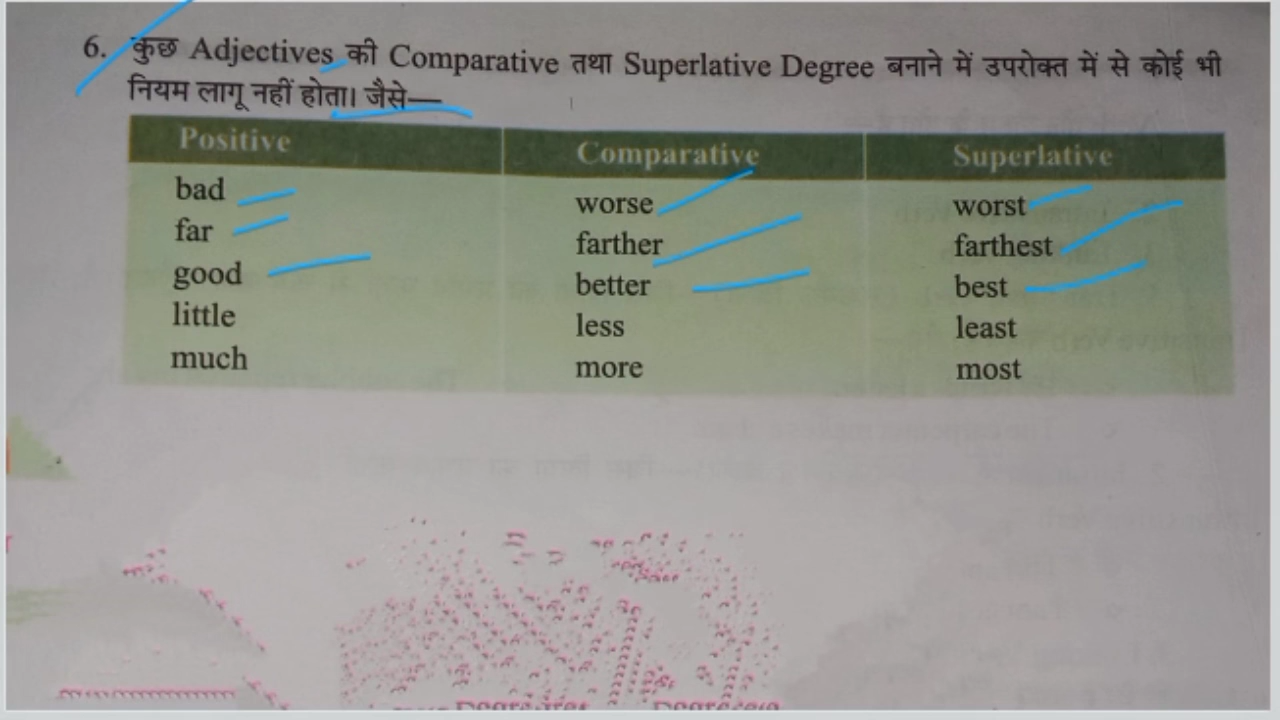 6. कुछ Adjectives की Comparative तथा Superlative Degree बनाने में उपरोक्त में से कोई भी
नियम लागू नहीं होता। जैसे—
Positive Comparative Superlative
bad worse worst
far farther farthest
good better best
little less least
much more most